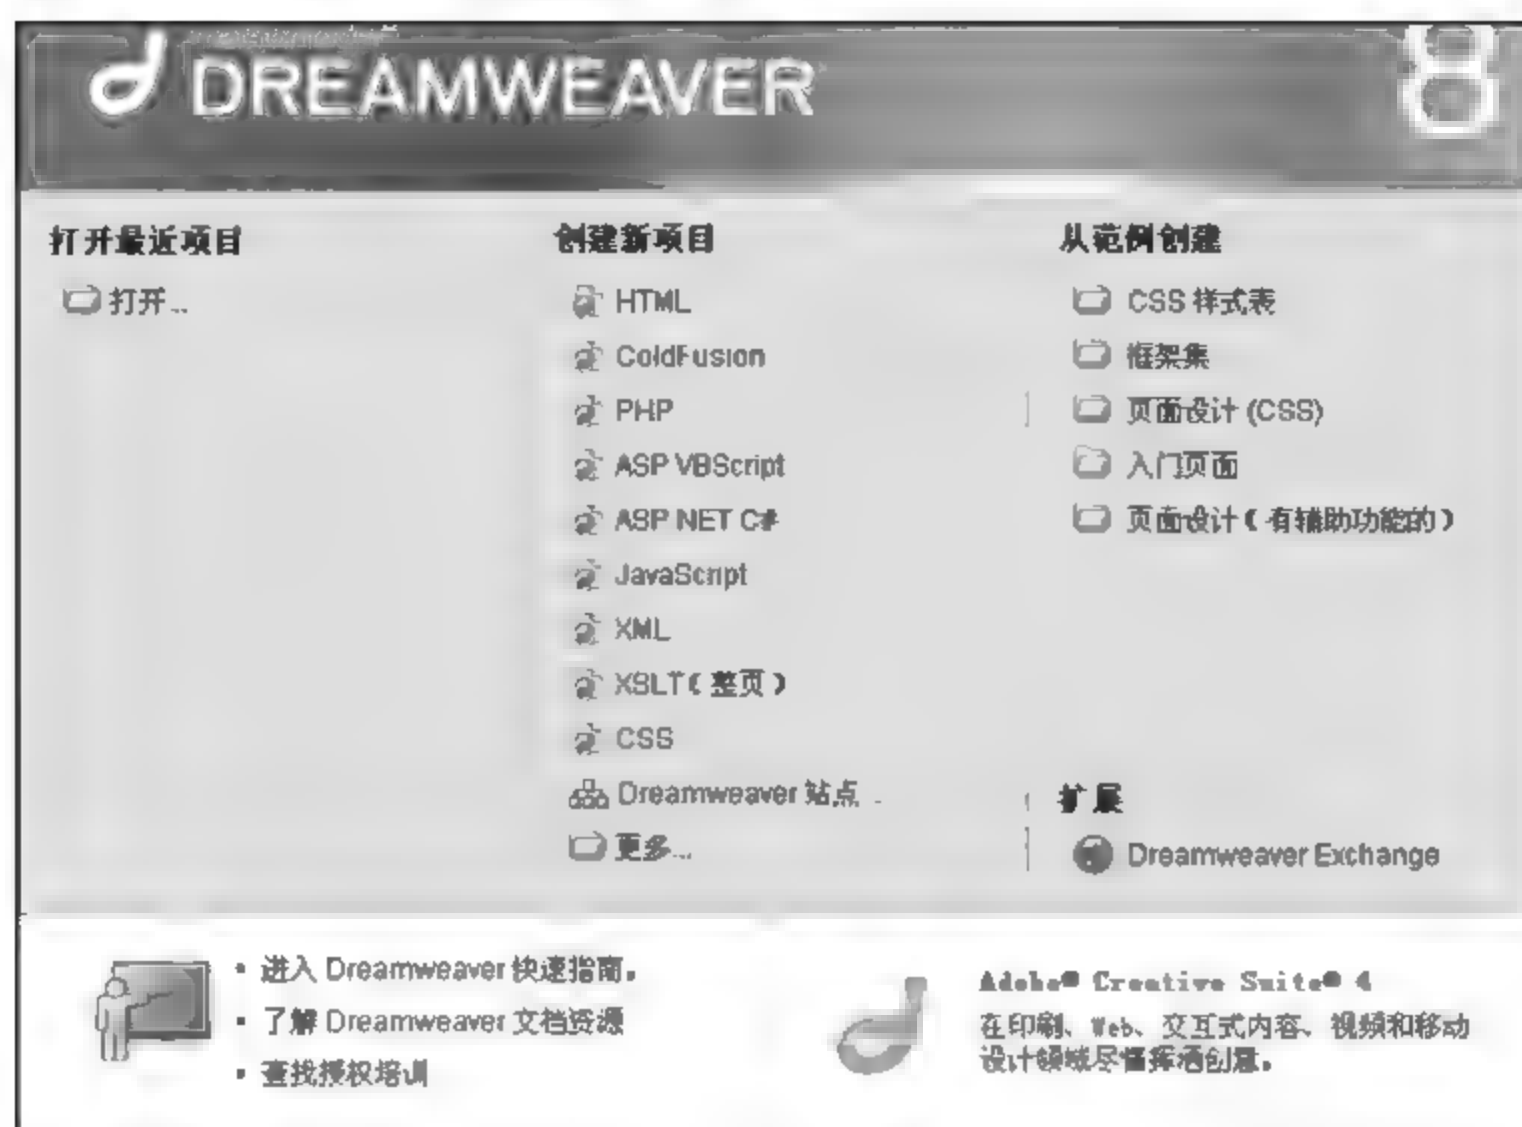 DREAMWEAVER
8
打开最近项目
打开...
创建新项目
HTML
ColdFusion
PHP
ASP VBScript
ASP NET C#
JavaScript
XML
XSLT(整页)
CSS
Dreamweaver 站点
更多...
从范例创建
CSS 样式表
框架集
页面设计 (CSS)
入门页面
页面设计(有辅助功能的)
扩展
Dreamweaver Exchange
进入 Dreamweaver 快速指南。
了解 Dreamweaver 文档资源
查找授权培训
Adobe® Creative Suite® 4
在印刷、Web、交互式内容、视频和移动
设计领域尽情挥洒创意。